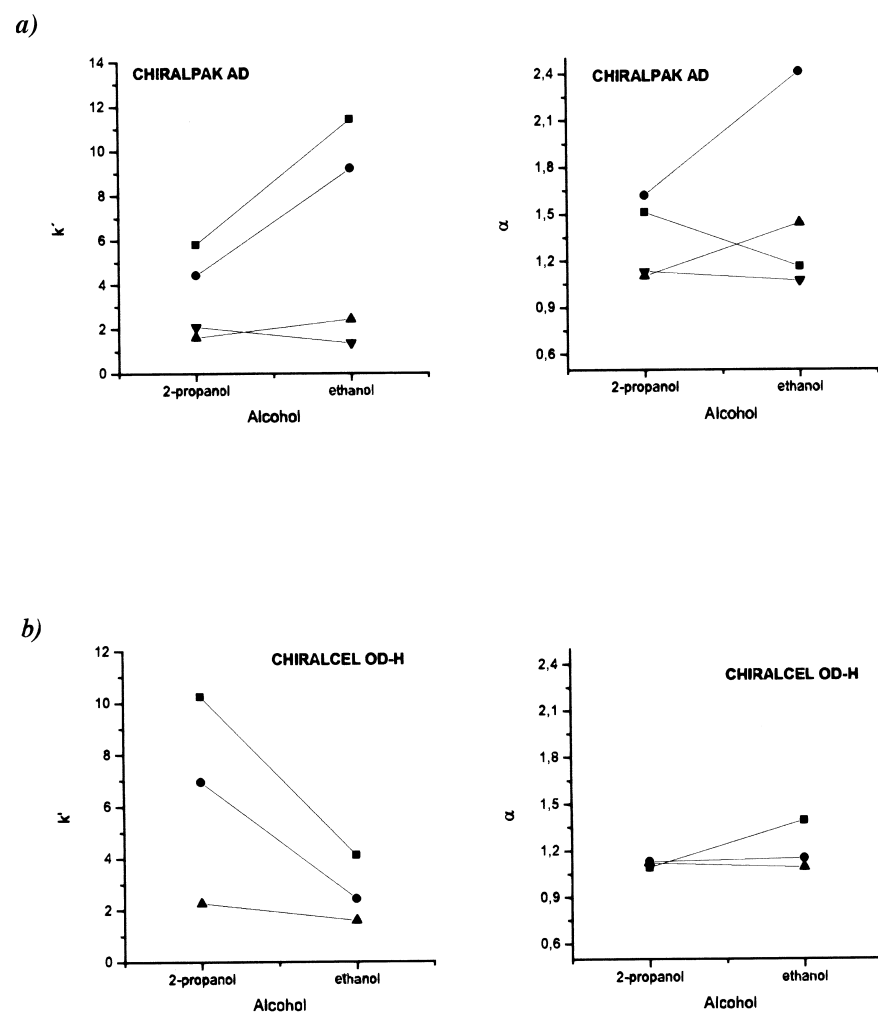 a)
CHIRALPAK AD
14
12
10
8
6
4
2
0
k´
2-propanol ethanol
Alcohol
CHIRALPAK AD
2,4
2,1
1,8
1,5
1,2
0,9
0,6
α
2-propanol ethanol
Alcohol
b)
CHIRALCEL OD-H
12
10
8
6
4
2
0
k'
2-propanol ethanol
Alcohol
CHIRALCEL OD-H
2,4
2,1
1,8
1,5
1,2
0,9
0,6
α
2-propanol ethanol
Alcohol